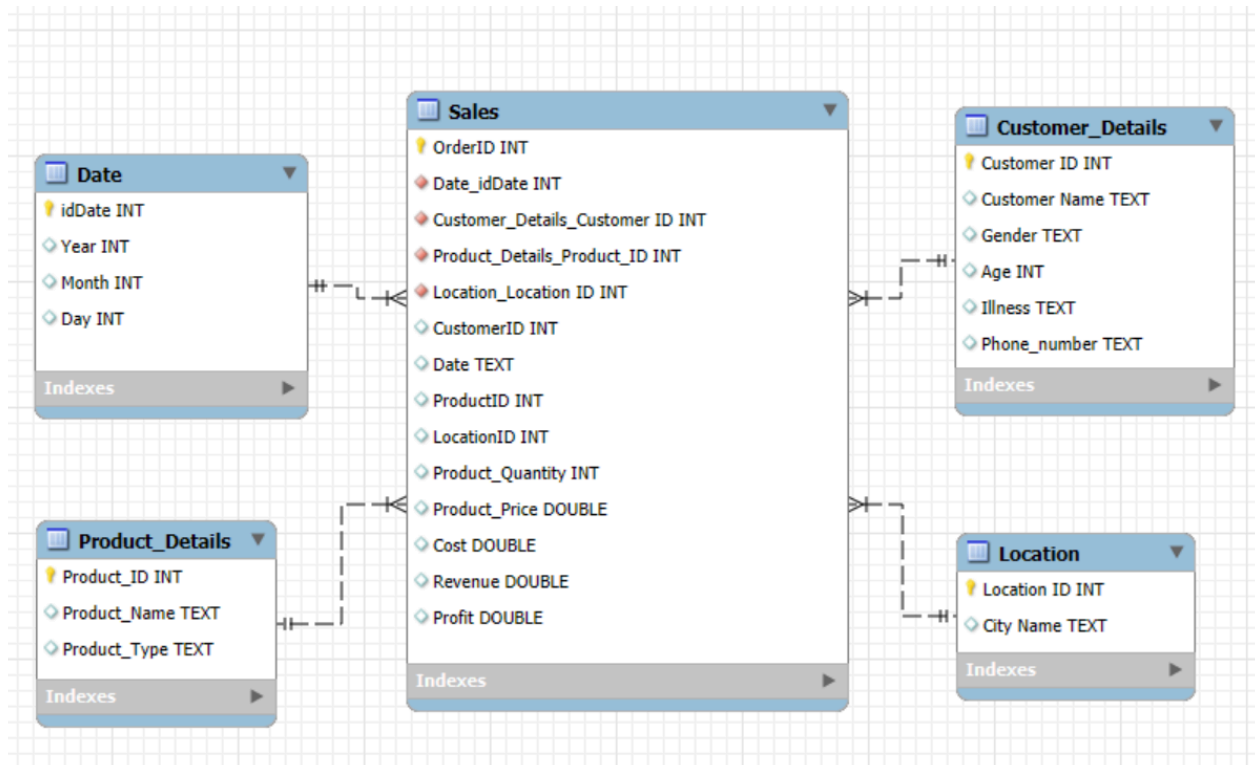 Date
idDate INT
Year INT
Month INT
Day INT
Indexes
Product_Details
Product_ID INT
Product_Name TEXT
Product_Type TEXT
Indexes
Sales
OrderID INT
Date_idDate INT
Customer_Details_Customer ID INT
Product_Details_Product_ID INT
Location_Location ID INT
CustomerID INT
Date TEXT
ProductID INT
LocationID INT
Product_Quantity INT
Product_Price DOUBLE
Cost DOUBLE
Revenue DOUBLE
Profit DOUBLE
Indexes
Customer_Details
Customer ID INT
Customer Name TEXT
Gender TEXT
Age INT
Illness TEXT
Phone_number TEXT
Indexes
Location
Location ID INT
City Name TEXT
Indexes